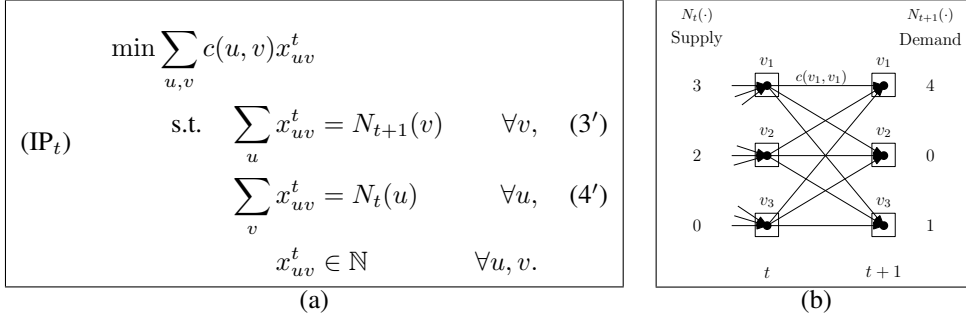 min ∑_{u,v} c(u, v)x^t_{uv}
s.t. ∑_u x^t_{uv} = N_{t+1}(v) ∀v, (3′)
(IP_t)
∑_v x^t_{uv} = N_t(u) ∀u, (4′)
x^t_{uv} ∈ ℕ ∀u, v.
(a)
N_t(·) N_{t+1}(·)
Supply Demand
v_1 v_1
3 c(v_1, v_1) 4
v_2 v_2
2 0
v_3 v_3
0 1
t t + 1
(b)